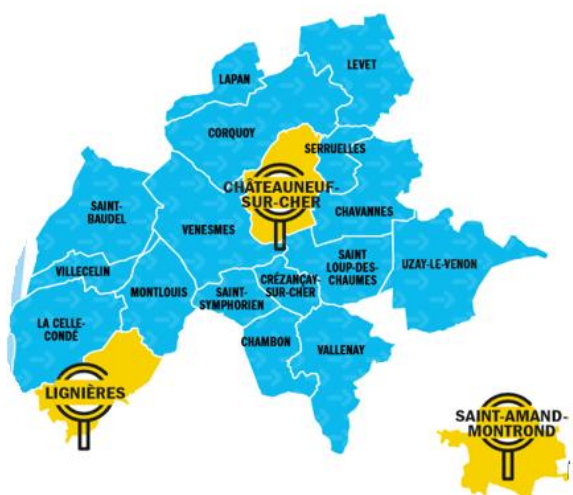 LEVET
LAPAN
CORQUOY
SERRUELLES
CHÂTEAUNEUF-
SUR-CHER
SAINT-
BAUDEL
CHAVANNES
VENESMES
SAINT
LOUP-DES-
CHAUMES
UZAY-LE-VENON
VILLECELIN
CRÉZANÇAY-
SUR-CHER
MONTLOUIS
SAINT-
SYMPHORIEN
LA CELLE-
CONDÉ
CHAMBON
VALLENAY
LIGNIÈRES
SAINT-AMAND-
MONTROND